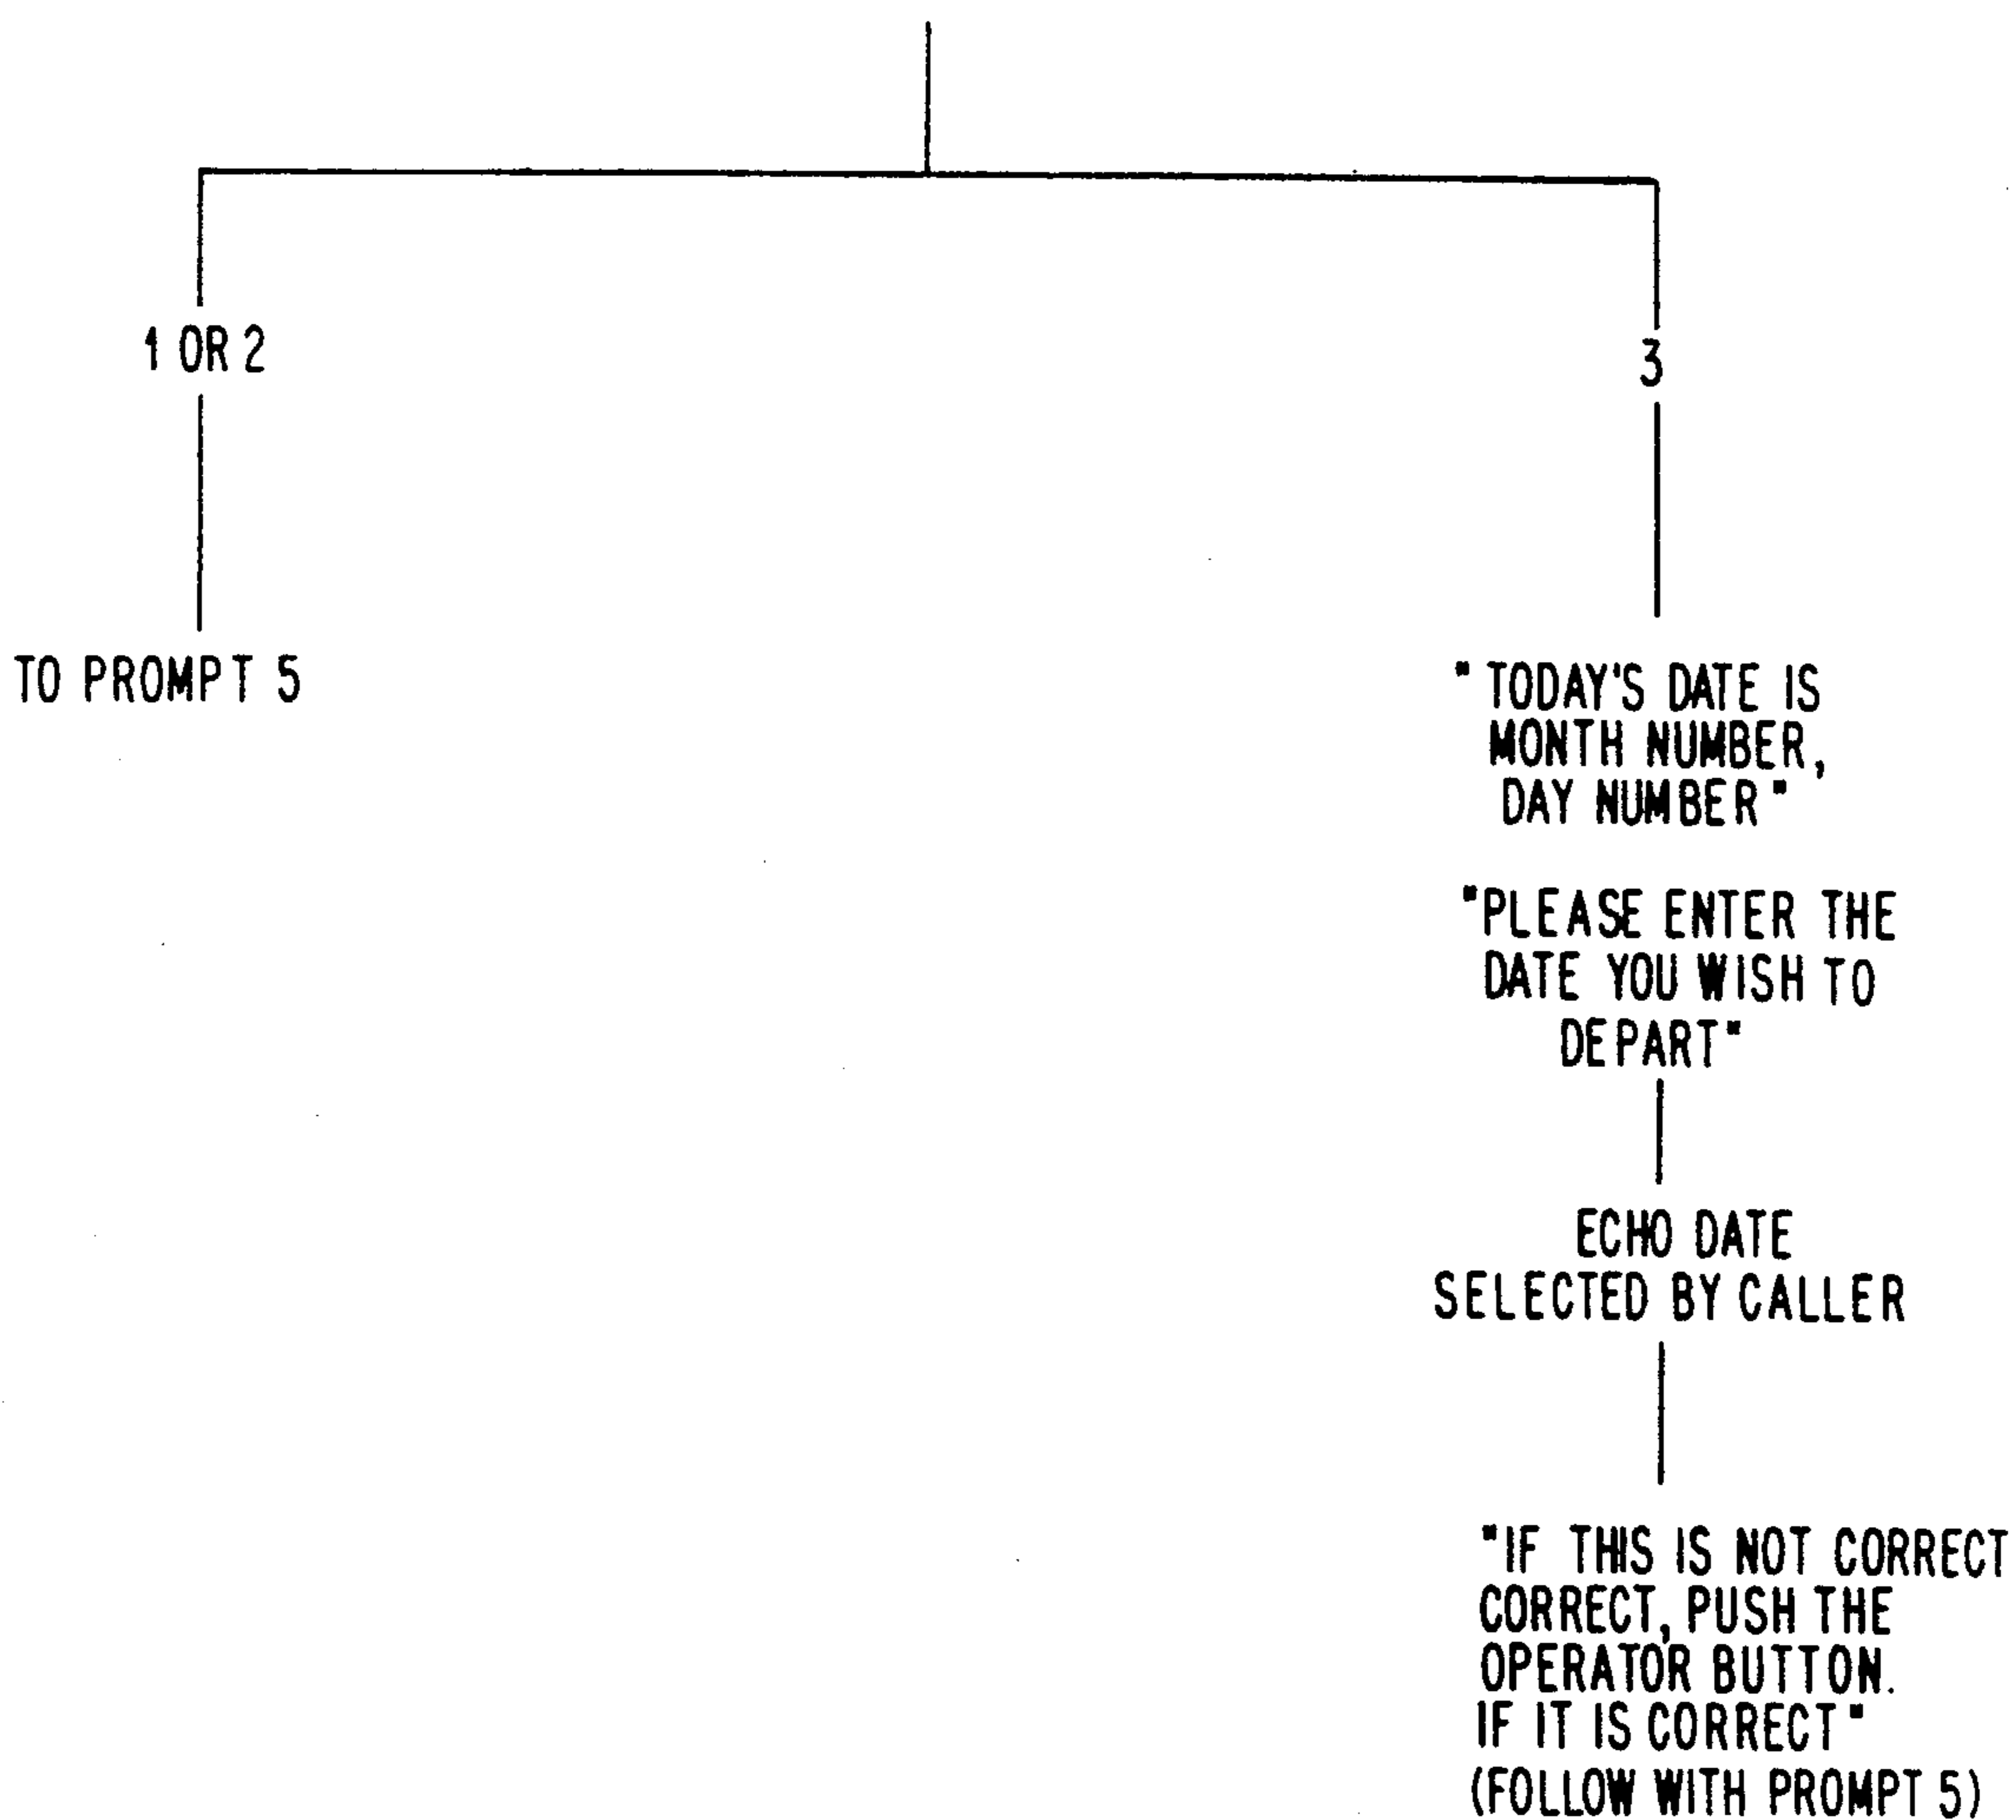 1 OR 2
3
TO PROMPT 5
"TODAY'S DATE IS
MONTH NUMBER,
DAY NUMBER"
"PLEASE ENTER THE
DATE YOU WISH TO
DEPART"
ECHO DATE
SELECTED BY CALLER
"IF THIS IS NOT CORRECT
CORRECT, PUSH THE
OPERATOR BUTTON.
IF IT IS CORRECT"
(FOLLOW WITH PROMPT 5)